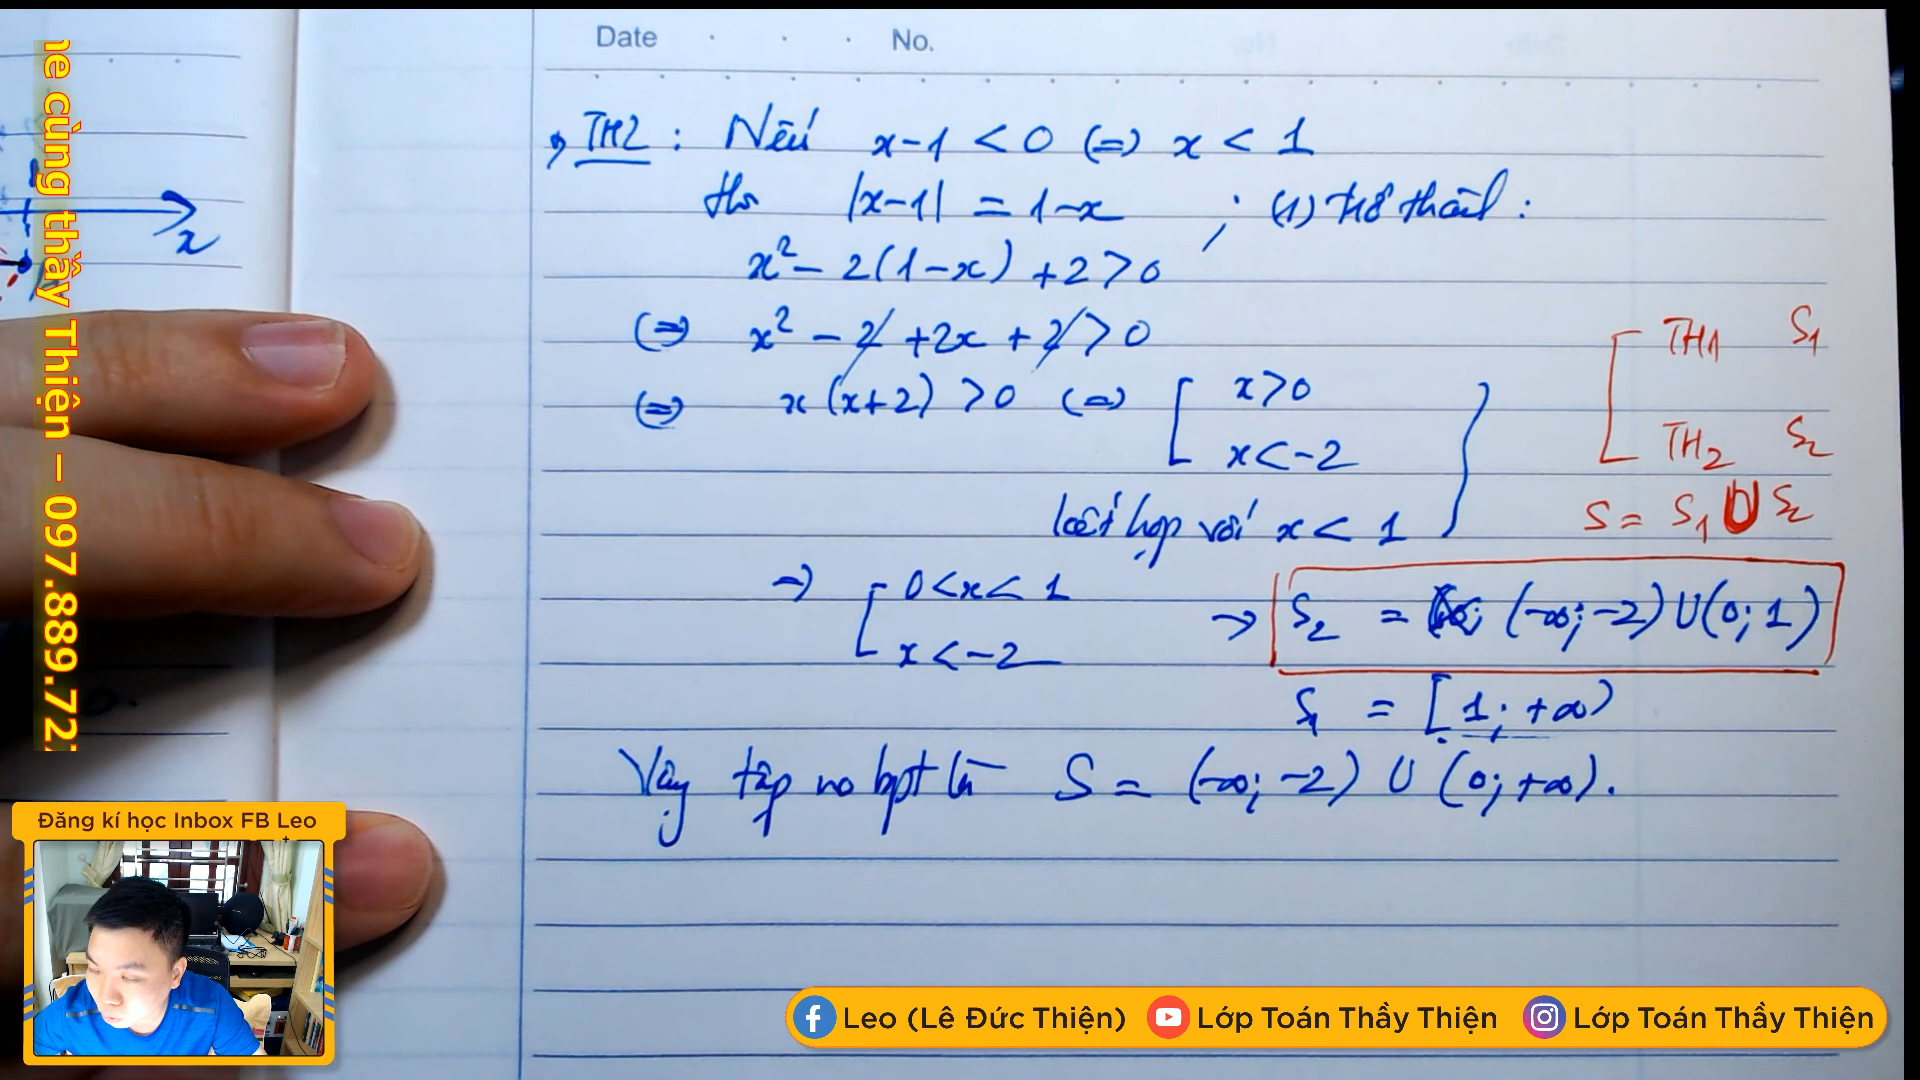 Date No.
TH2 : Nếu x-1 < 0 (=) x < 1
thì |x-1| = 1-x ; (1) trở thành :
x² - 2(1-x) + 2 > 0
(=) x² - 2 + 2x + 2 > 0
(=) x (x+2) > 0 (=) [ x > 0
x < -2
kết hợp với x < 1
→ [ 0 < x < 1
x < -2
→ S₂ = (-∞; -2) U (0; 1)
S₁ = [1; +∞)
Vậy tập no bpt là S = (-∞; -2) U (0; +∞).
TH1 S₁
TH2 S₂
S = S₁ U S₂
x
ne cùng thầy Thiện – 097.889.72
Đăng kí học Inbox FB Leo
Leo (Lê Đức Thiện) Lớp Toán Thầy Thiện Lớp Toán Thầy Thiện